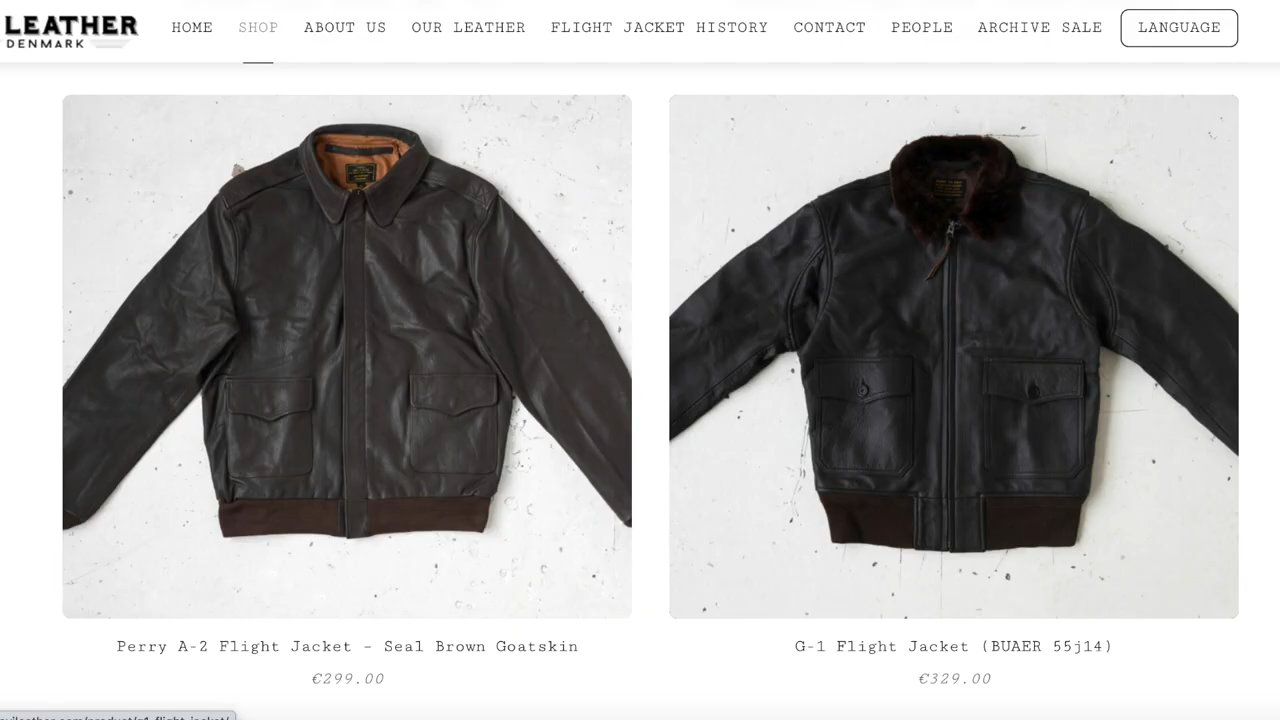 LEATHER
DENMARK
HOME SHOP ABOUT US OUR LEATHER FLIGHT JACKET HISTORY CONTACT PEOPLE ARCHIVE SALE LANGUAGE
Perry A-2 Flight Jacket – Seal Brown Goatskin
€299.00
G-1 Flight Jacket (BUAER 55j14)
€329.00